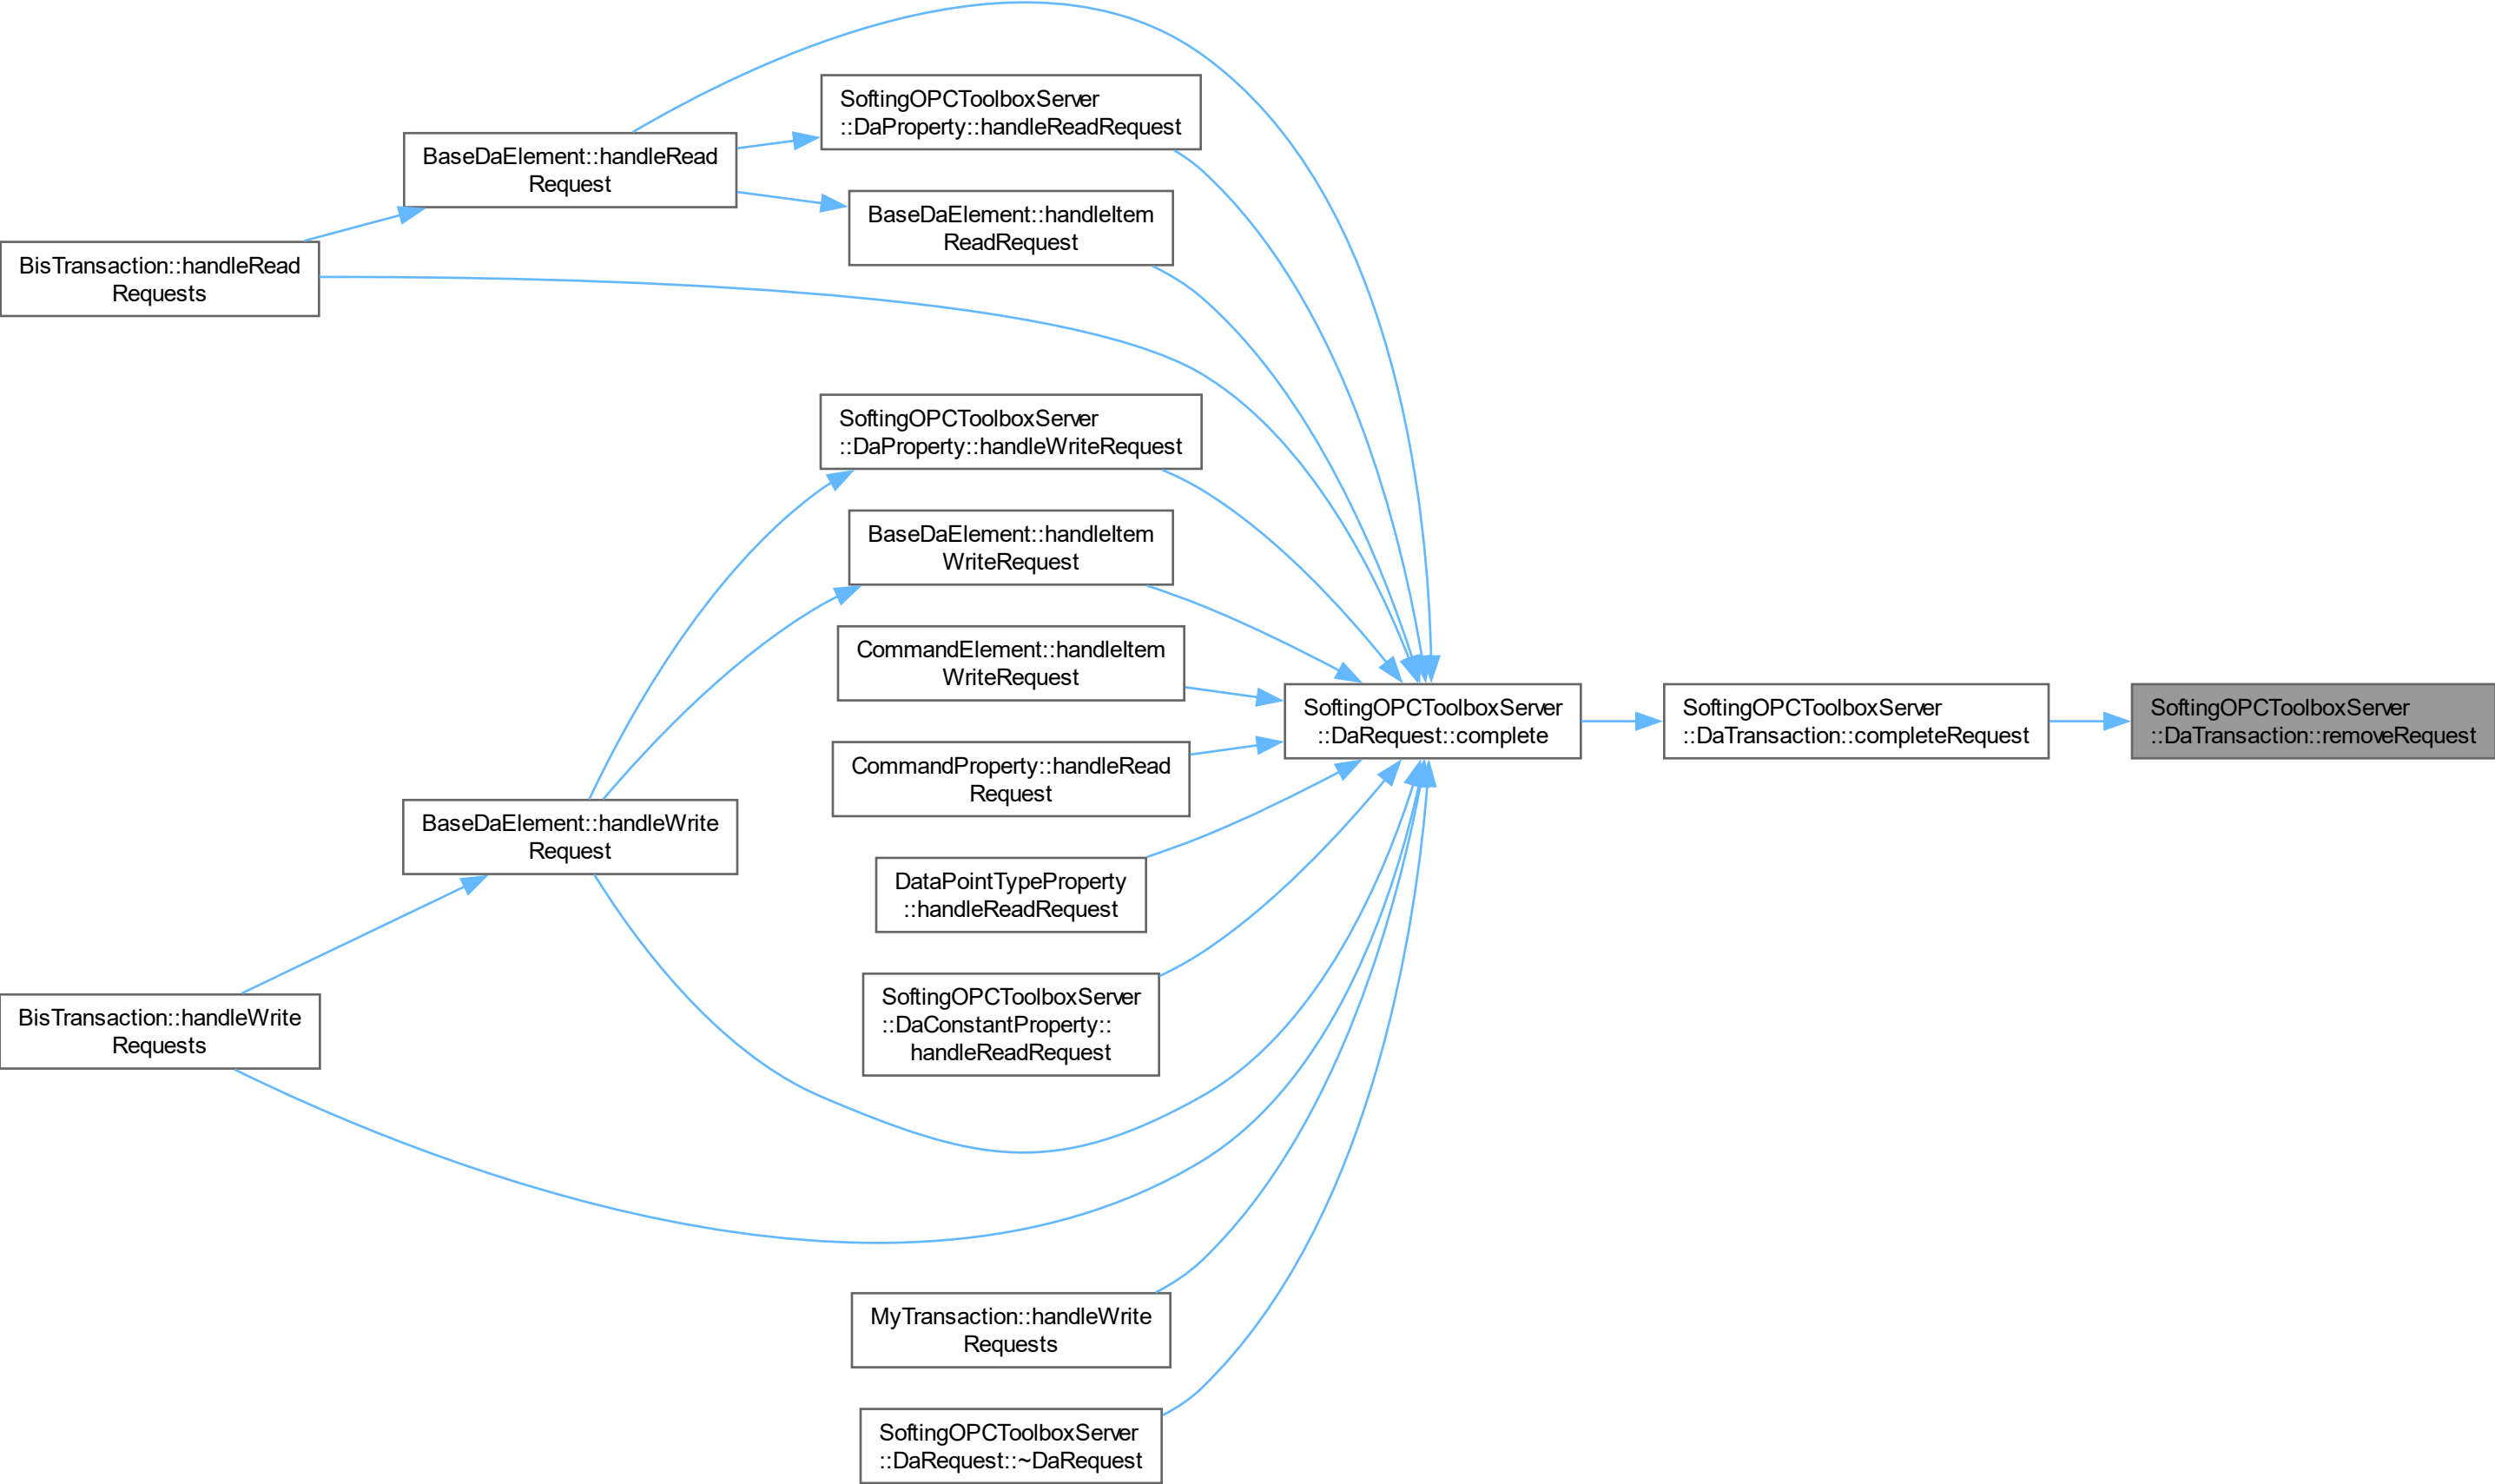 SoftingOPCToolboxServer
::DaProperty::handleReadRequest
BaseDaElement::handleRead
Request
BaseDaElement::handleItem
ReadRequest
BisTransaction::handleRead
Requests
SoftingOPCToolboxServer
::DaProperty::handleWriteRequest
BaseDaElement::handleItem
WriteRequest
CommandElement::handleItem
WriteRequest
SoftingOPCToolboxServer
::DaRequest::complete
SoftingOPCToolboxServer
::DaTransaction::completeRequest
SoftingOPCToolboxServer
::DaTransaction::removeRequest
CommandProperty::handleRead
Request
BaseDaElement::handleWrite
Request
DataPointTypeProperty
::handleReadRequest
SoftingOPCToolboxServer
::DaConstantProperty::
handleReadRequest
BisTransaction::handleWrite
Requests
MyTransaction::handleWrite
Requests
SoftingOPCToolboxServer
::DaRequest::~DaRequest